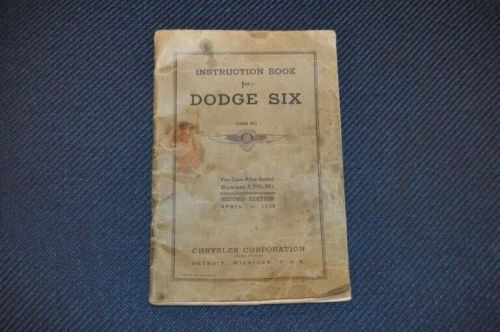 INSTRUCTION BOOK
for
DODGE SIX
For Cars After Serial
Number
SECOND EDITION
APRIL
CHRYSLER CORPORATION
DETROIT, MICHIGAN, U. S. A.